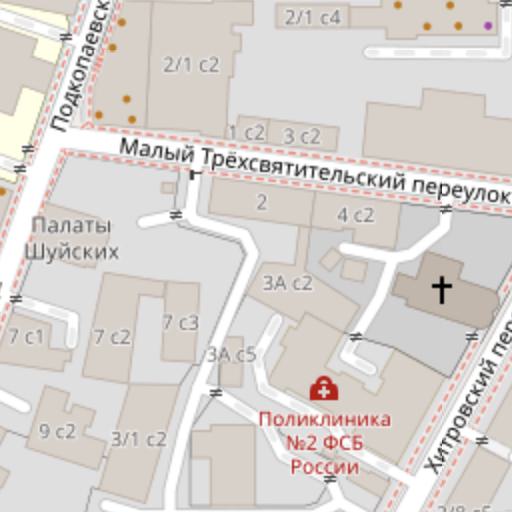 2/1 с4
Подкопаевск
2/1 с2
1 с2
3 с2
Малый Трёхсвятительский переулок
2
4 с2
Палаты
Шуйских
3А с2
7 с1
7 с2
7 с3
3А с5
Хитровский пер
Поликлиника
№2 ФСБ
России
9 с2
3/1 с2